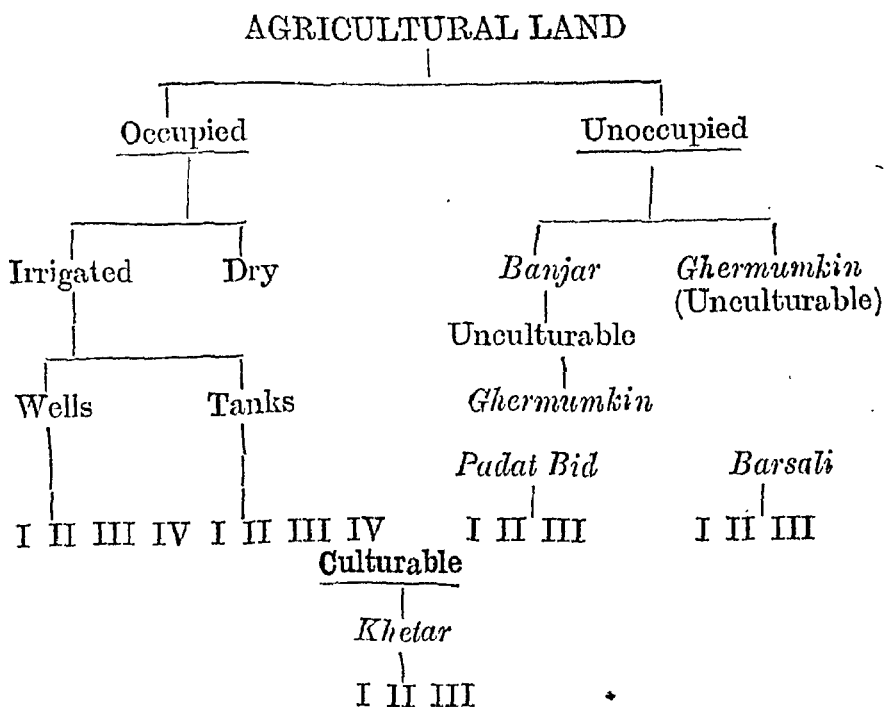 AGRICULTURAL LAND
Occupied Unoccupied
Irrigated Dry Banjar Ghermumkin
(Unculturable)
Unculturable
Wells Tanks Ghermumkin
Padat Bid Barsali
I II III IV I II III IV I II III I II III
Culturable
Khetar
I II III